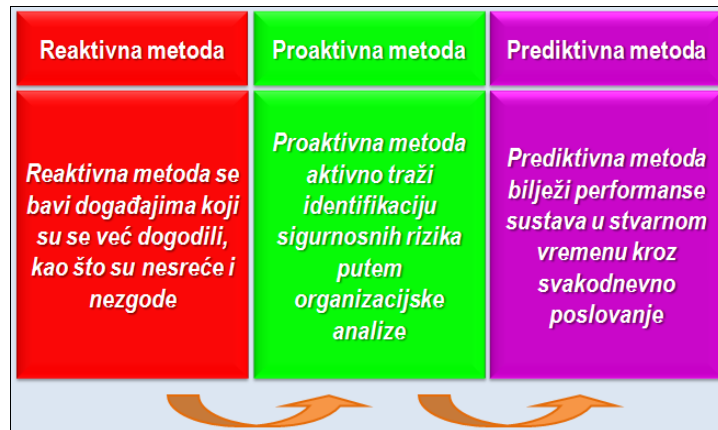 Reaktivna metoda
Proaktivna metoda
Prediktivna metoda
Reaktivna metoda se
bavi događajima koji
su se već dogodili,
kao što su nesreće i
nezgode
Proaktivna metoda
aktivno traži
identifikaciju
sigurnosnih rizika
putem
organizacijske
analize
Prediktivna metoda
bilježi performanse
sustava u stvarnom
vremenu kroz
svakodnevno
poslovanje